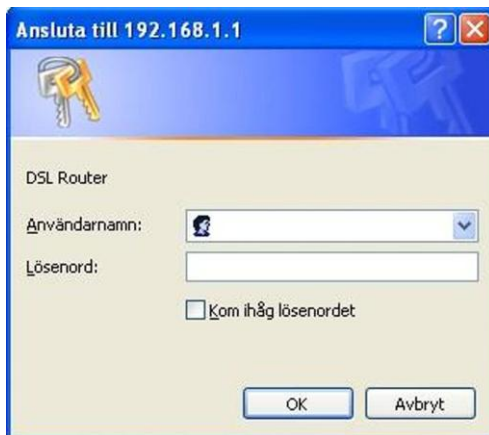 Ansluta till 192.168.1.1
DSL Router
Användarnamn:
Lösenord:
Kom ihåg lösenordet
OK
Avbryt